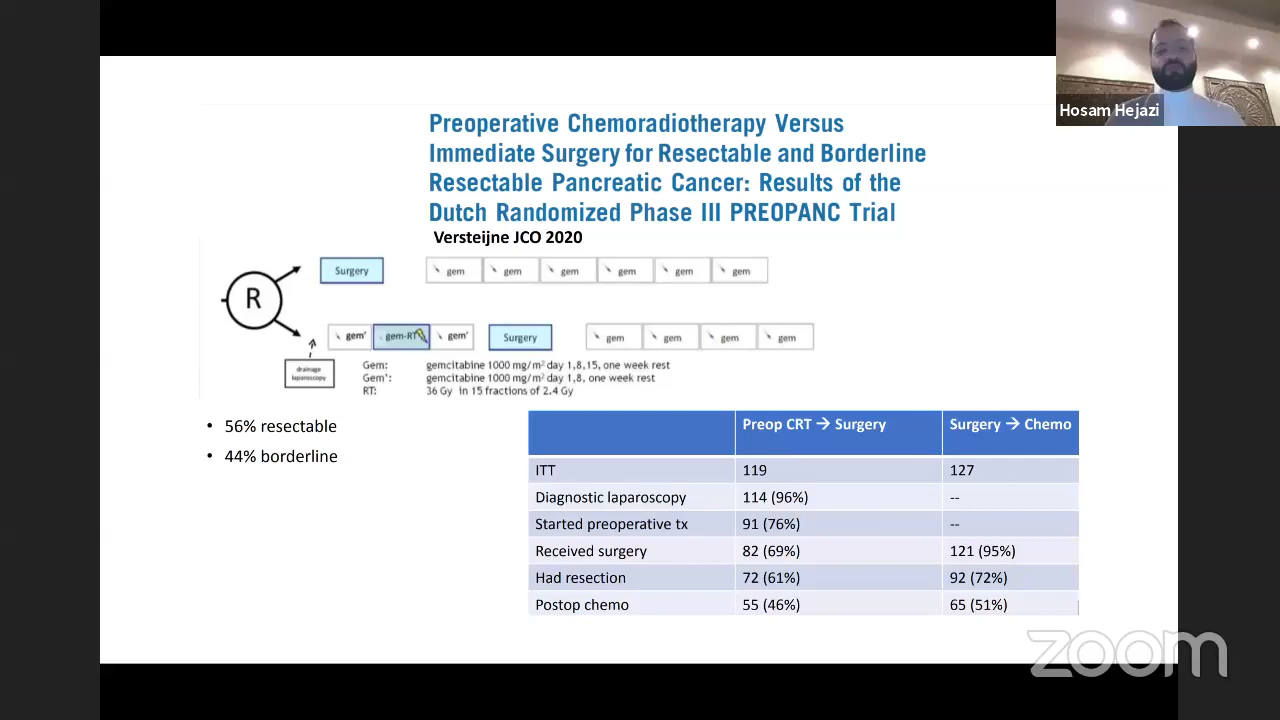 Hosam Hejazi
Preoperative Chemoradiotherapy Versus
Immediate Surgery for Resectable and Borderline
Resectable Pancreatic Cancer: Results of the
Dutch Randomized Phase III PREOPANC Trial
Versteijne JCO 2020
R
Surgery gem gem gem gem gem gem
gem' gem-RT gem' Surgery gem gem gem gem
drainage
laparoscopy
Gem: gemcitabine 1000 mg/m² day 1,8,15, one week rest
Gem': gemcitabine 1000 mg/m² day 1,8, one week rest
RT: 36 Gy in 15 fractions of 2.4 Gy
• 56% resectable
• 44% borderline
Preop CRT → Surgery Surgery → Chemo
ITT 119 127
Diagnostic laparoscopy 114 (96%) --
Started preoperative tx 91 (76%) --
Received surgery 82 (69%) 121 (95%)
Had resection 72 (61%) 92 (72%)
Postop chemo 55 (46%) 65 (51%)
zoom